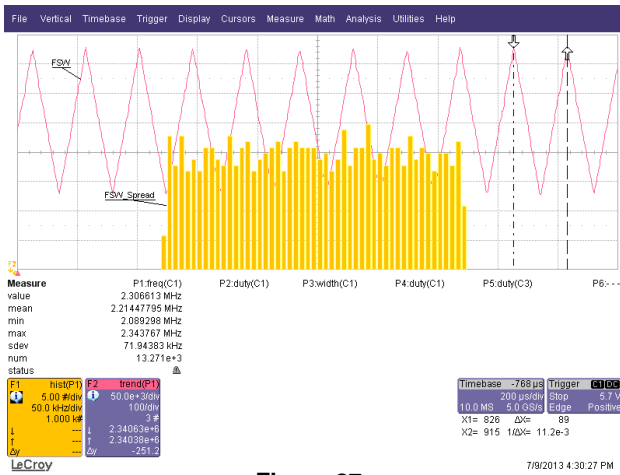 File Vertical Timebase Trigger Display Cursors Measure Math Analysis Utilities Help
FSW
FSW_Spread
F2
Measure P1:freq(C1) P2:duty(C1) P3:width(C1) P4:duty(C1) P5:duty(C3) P6:- - -
value 2.306613 MHz
mean 2.21447795 MHz
min 2.089298 MHz
max 2.343767 MHz
sdev 71.94383 kHz
num 13.271e+3
status
F1 hist(P1) F2 trend(P1) Timebase -768 µs Trigger C1 DC
5.00 #/div 50.0e+3/div 200 µs/div Stop 5.7 V
50.0 kHz/div 100/div 10.0 MS 5.0 GS/s Edge Positive
1.000 k# 3 #
↓ --- ↓ 2.34063e+6 X1= 826 ΔX= 89
↑ --- ↑ 2.34038e+6 X2= 915 1/ΔX= 11.2e-3
Δy --- Δy -251.2
LeCroy 7/9/2013 4:30:27 PM